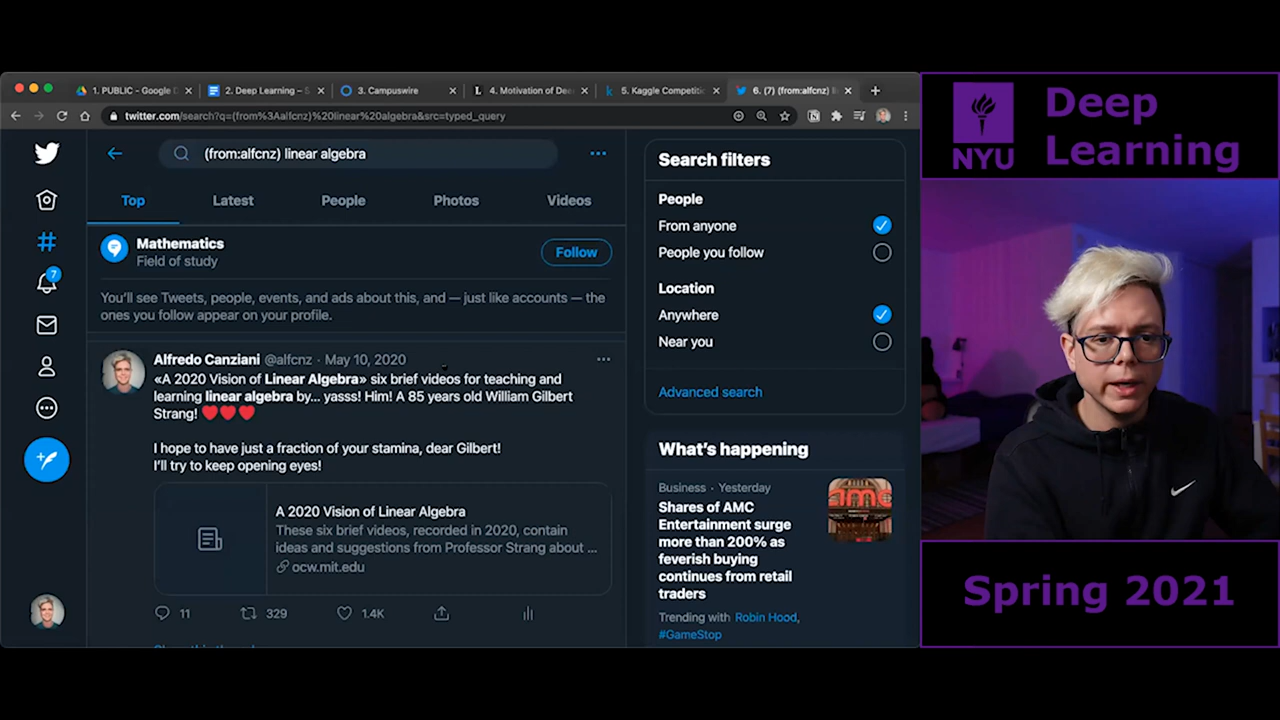 1. PUBLIC - Google D
2. Deep Learning – S
3. Campuswire
4. Motivation of Dee
5. Kaggle Competiti
6. (7) (from:alfcnz) li
twitter.com/search?q=(from%3Aalfcnz)%20linear%20algebra&src=typed_query
(from:alfcnz) linear algebra
Top
Latest
People
Photos
Videos
Mathematics
Field of study
Follow
You'll see Tweets, people, events, and ads about this, and — just like accounts — the
ones you follow appear on your profile.
7
Alfredo Canziani @alfcnz · May 10, 2020
«A 2020 Vision of Linear Algebra» six brief videos for teaching and
learning linear algebra by... yasss! Him! A 85 years old William Gilbert
Strang! ❤️❤️❤️
I hope to have just a fraction of your stamina, dear Gilbert!
I'll try to keep opening eyes!
A 2020 Vision of Linear Algebra
These six brief videos, recorded in 2020, contain
ideas and suggestions from Professor Strang about ...
ocw.mit.edu
11
329
1.4K
Search filters
People
From anyone
People you follow
Location
Anywhere
Near you
Advanced search
What's happening
Business · Yesterday
Shares of AMC
Entertainment surge
more than 200% as
feverish buying
continues from retail
traders
amc
Trending with Robin Hood,
#GameStop
NYU
Deep
Learning
Spring 2021